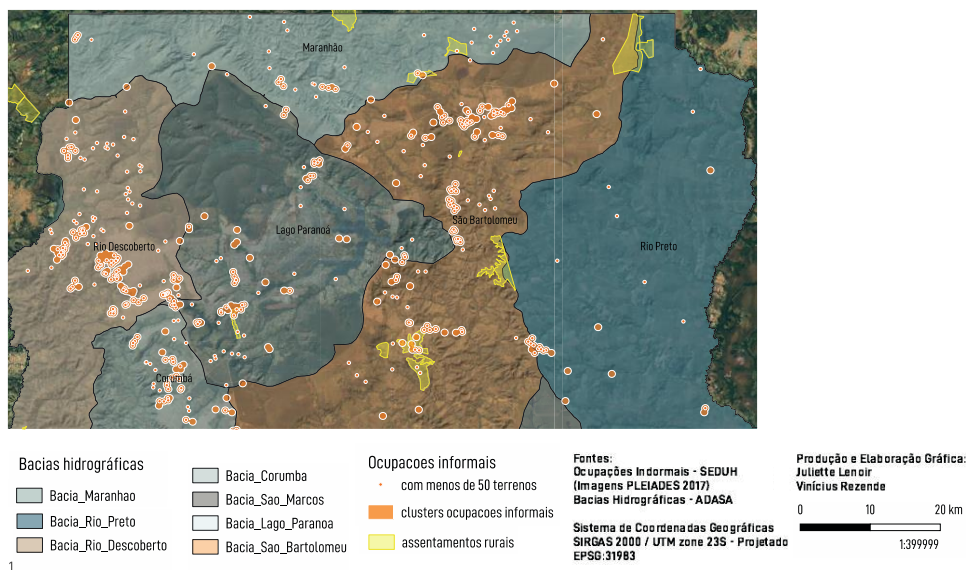 Maranhão
São Bartolomeu
Lago Paranoá
Rio Descoberto
Rio Preto
Corumbá
Bacias hidrográficas
Bacia_Maranhao
Bacia_Rio_Preto
Bacia_Rio_Descoberto
Bacia_Corumba
Bacia_Sao_Marcos
Bacia_Lago_Paranoa
Bacia_Sao_Bartolomeu
Ocupacoes informais
com menos de 50 terrenos
clusters ocupacoes informais
assentamentos rurais
Fontes:
Ocupações Indormais - SEDUH
(Imagens PLEIADES 2017)
Bacias Hidrográficas - ADASA
Sistema de Coordenadas Geográficas
SIRGAS 2000 / UTM zone 23S - Projetado
EPSG:31983
Produção e Elaboração Gráfica:
Juliette Lenoir
Vinícius Rezende
0 10 20 km
1:399999
1